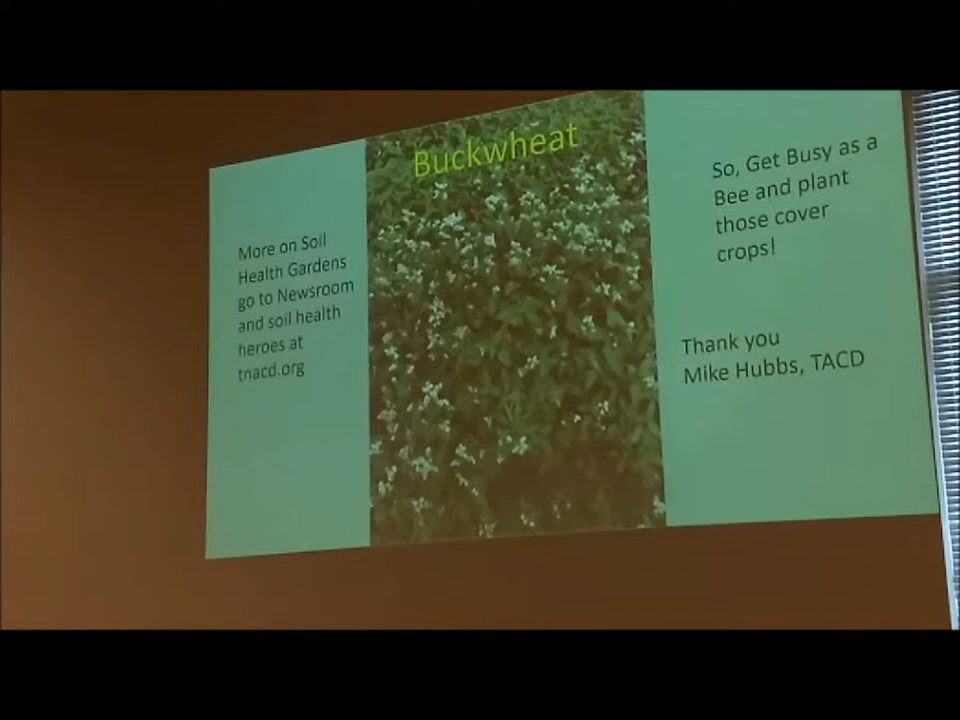 Buckwheat
More on Soil
Health Gardens
go to Newsroom
and soil health
heroes at
tnacd.org
So, Get Busy as a
Bee and plant
those cover
crops!
Thank you
Mike Hubbs, TACD